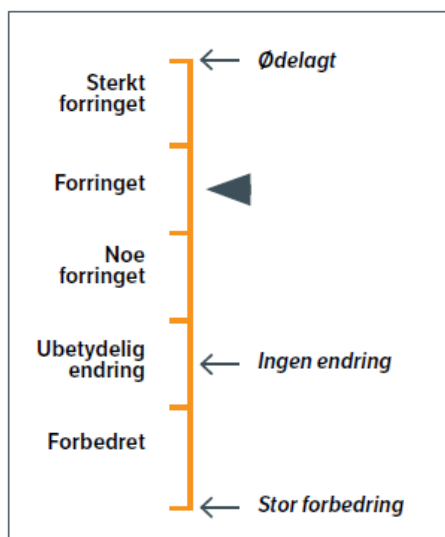 Ødelagt
Sterkt
forringet
Forringet
Noe
forringet
Ubetydelig
endring
Ingen endring
Forbedret
Stor forbedring